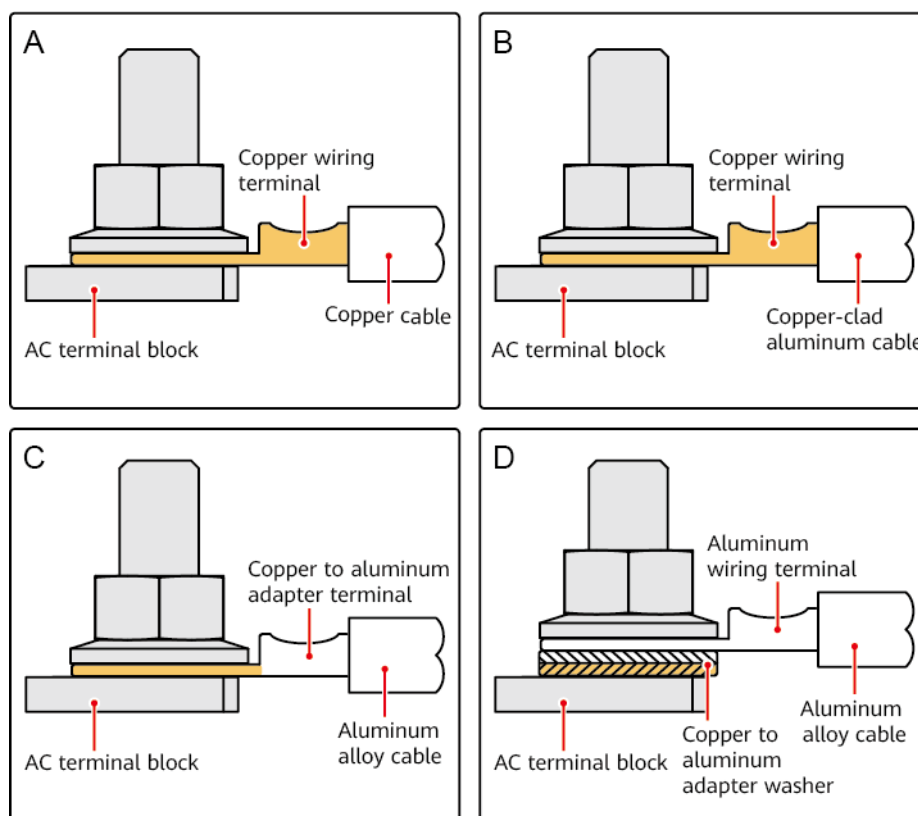 A
Copper wiring
terminal
Copper cable
AC terminal block
B
Copper wiring
terminal
Copper-clad
aluminum cable
AC terminal block
C
Copper to aluminum
adapter terminal
Aluminum
alloy cable
AC terminal block
D
Aluminum
wiring terminal
Aluminum
alloy cable
AC terminal block
Copper to
aluminum
adapter washer